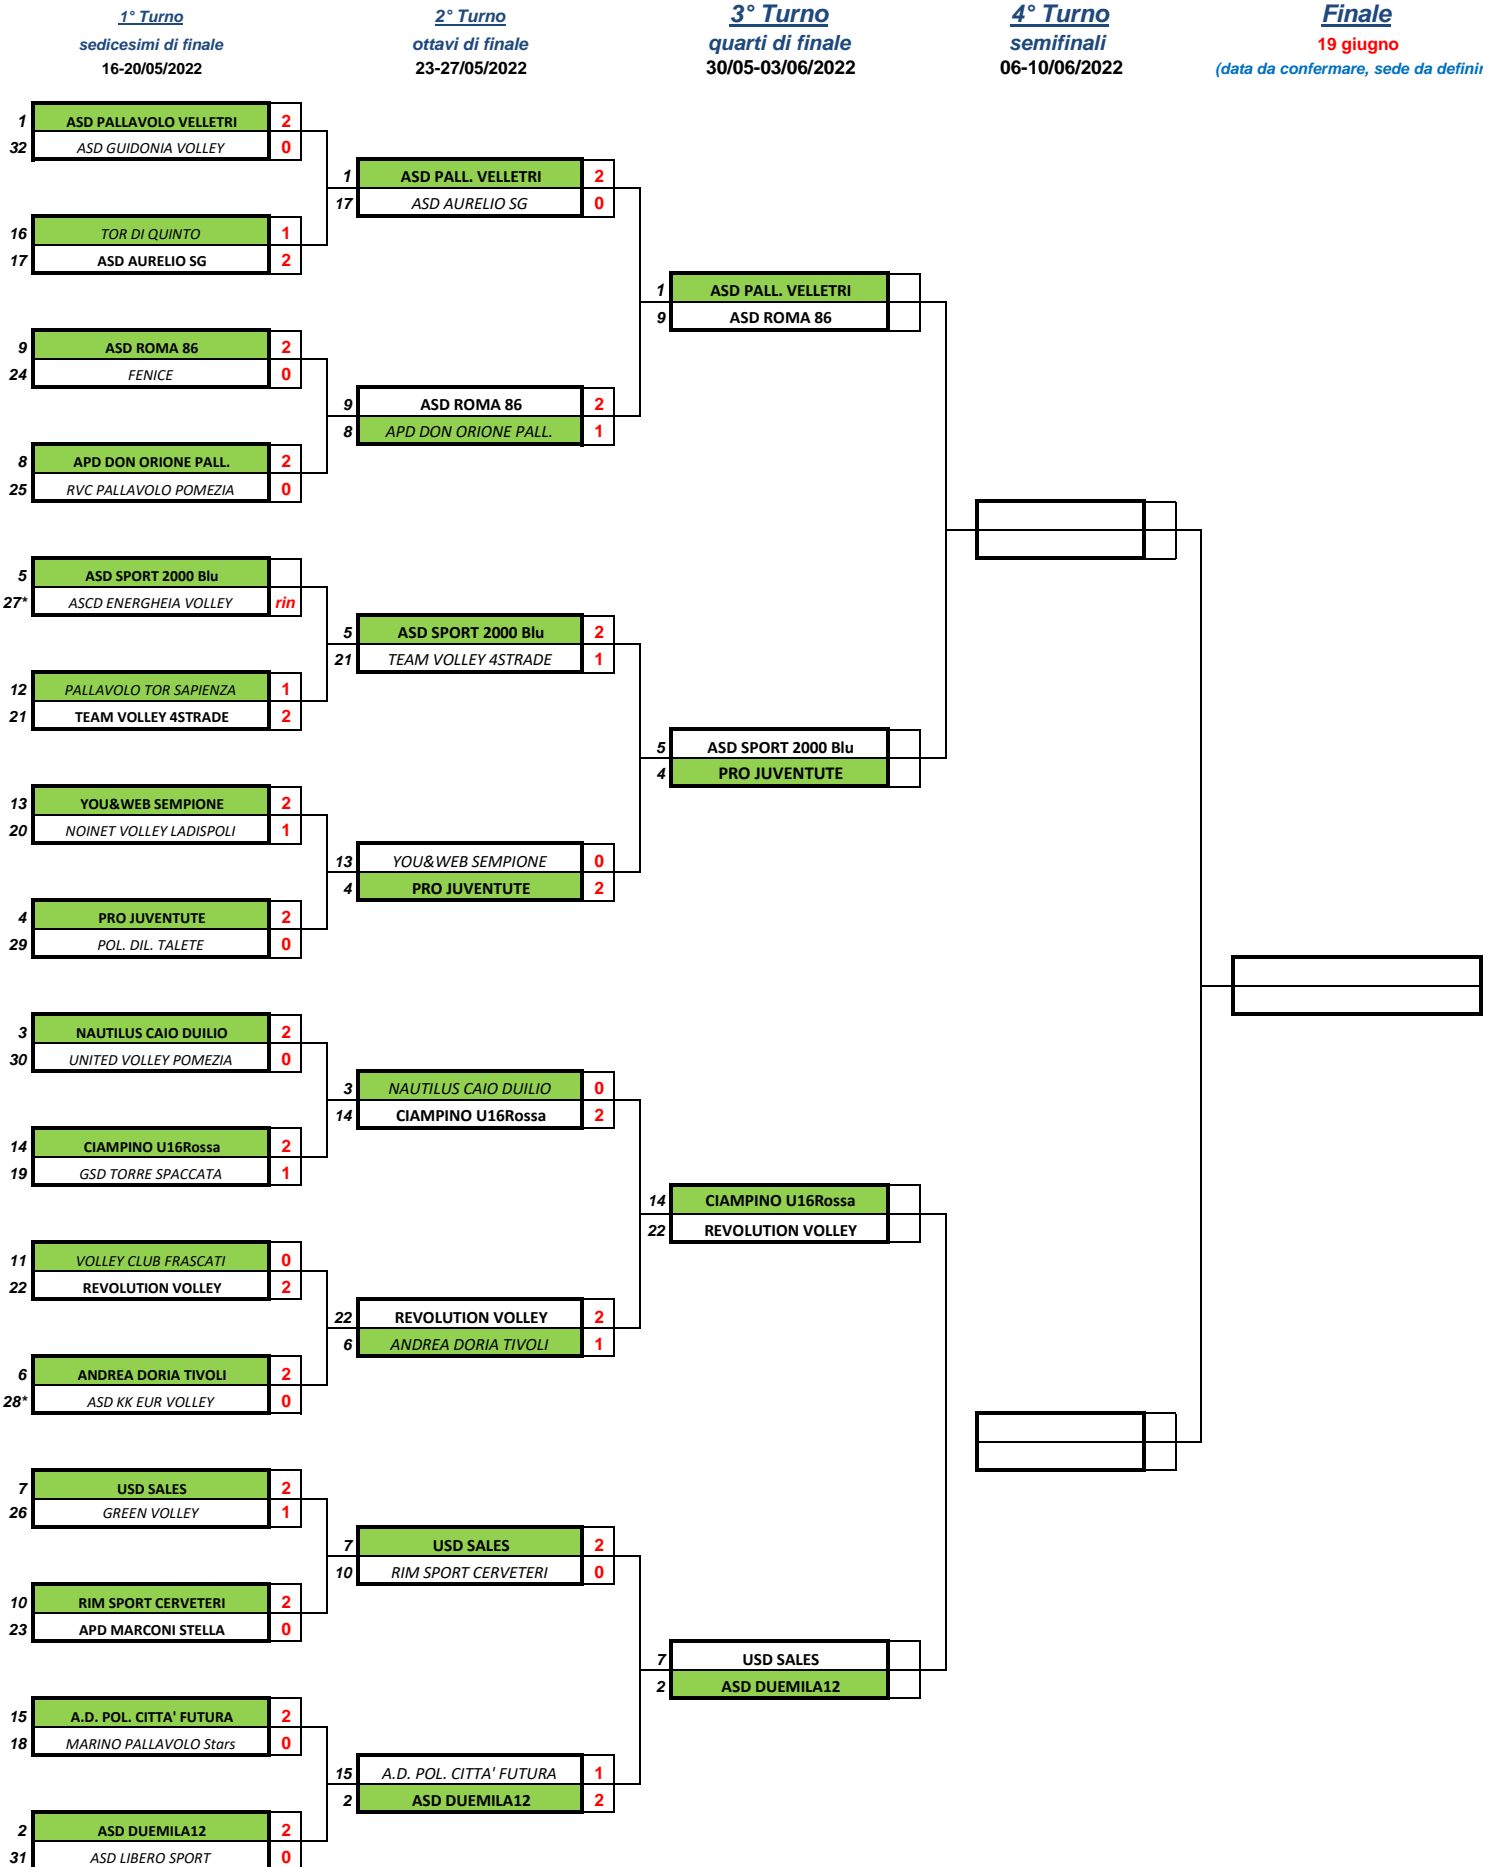 1° Turno
sedicesimi di finale
16-20/05/2022
2° Turno
ottavi di finale
23-27/05/2022
3° Turno
quarti di finale
30/05-03/06/2022
4° Turno
semifinali
06-10/06/2022
Finale
19 giugno
(data da confermare, sede da definir
1 ASD PALLAVOLO VELLETRI 2
32 ASD GUIDONIA VOLLEY 0
16 TOR DI QUINTO 1
17 ASD AURELIO SG 2
9 ASD ROMA 86 2
24 FENICE 0
8 APD DON ORIONE PALL. 2
25 RVC PALLAVOLO POMEZIA 0
5 ASD SPORT 2000 Blu
27* ASCD ENERGHEIA VOLLEY rin
12 PALLAVOLO TOR SAPIENZA 1
21 TEAM VOLLEY 4STRADE 2
13 YOU&WEB SEMPIONE 2
20 NOINET VOLLEY LADISPOLI 1
4 PRO JUVENTUTE 2
29 POL. DIL. TALETE 0
3 NAUTILUS CAIO DUILIO 2
30 UNITED VOLLEY POMEZIA 0
14 CIAMPINO U16Rossa 2
19 GSD TORRE SPACCATA 1
11 VOLLEY CLUB FRASCATI 0
22 REVOLUTION VOLLEY 2
6 ANDREA DORIA TIVOLI 2
28* ASD KK EUR VOLLEY 0
7 USD SALES 2
26 GREEN VOLLEY 1
10 RIM SPORT CERVETERI 2
23 APD MARCONI STELLA 0
15 A.D. POL. CITTA' FUTURA 2
18 MARINO PALLAVOLO Stars 0
2 ASD DUEMILA12 2
31 ASD LIBERO SPORT 0
1 ASD PALL. VELLETRI 2
17 ASD AURELIO SG 0
9 ASD ROMA 86 2
8 APD DON ORIONE PALL. 1
5 ASD SPORT 2000 Blu 2
21 TEAM VOLLEY 4STRADE 1
13 YOU&WEB SEMPIONE 0
4 PRO JUVENTUTE 2
3 NAUTILUS CAIO DUILIO 0
14 CIAMPINO U16Rossa 2
22 REVOLUTION VOLLEY 2
6 ANDREA DORIA TIVOLI 1
7 USD SALES 2
10 RIM SPORT CERVETERI 0
15 A.D. POL. CITTA' FUTURA 1
2 ASD DUEMILA12 2
1 ASD PALL. VELLETRI
9 ASD ROMA 86
5 ASD SPORT 2000 Blu
4 PRO JUVENTUTE
14 CIAMPINO U16Rossa
22 REVOLUTION VOLLEY
7 USD SALES
2 ASD DUEMILA12